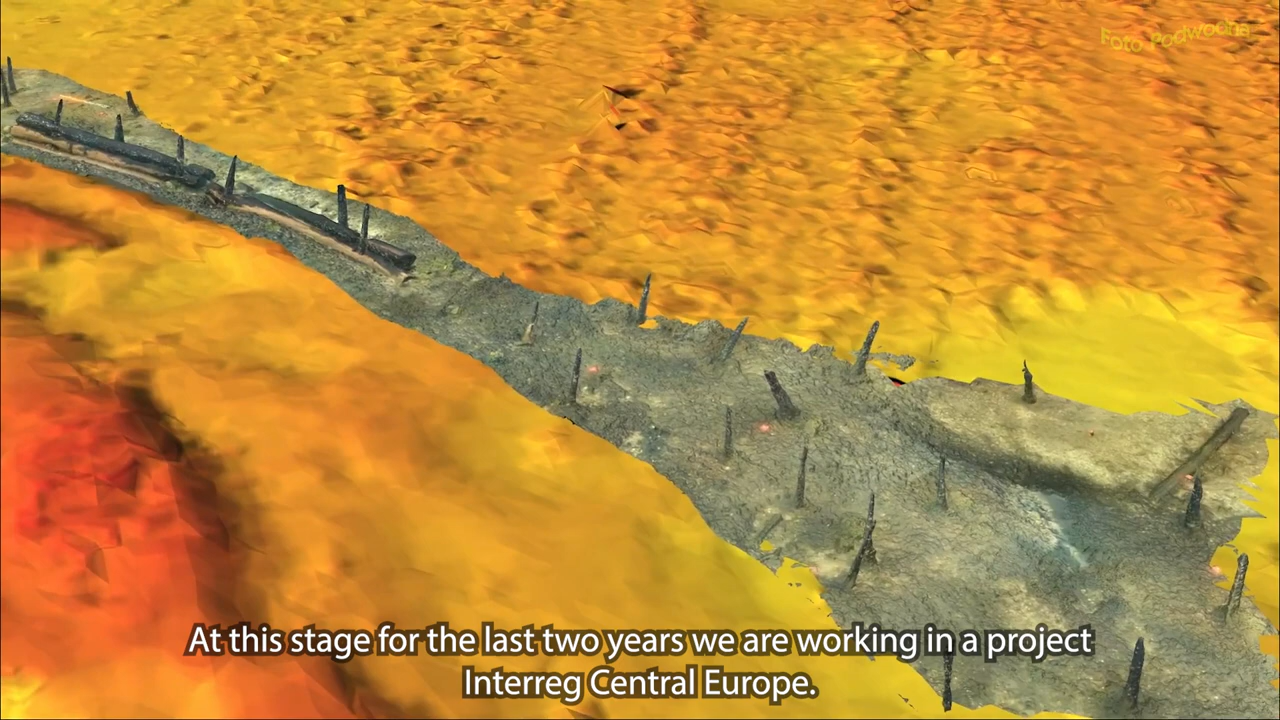 Foto Podwodna
At this stage for the last two years we are working in a project
Interreg Central Europe.